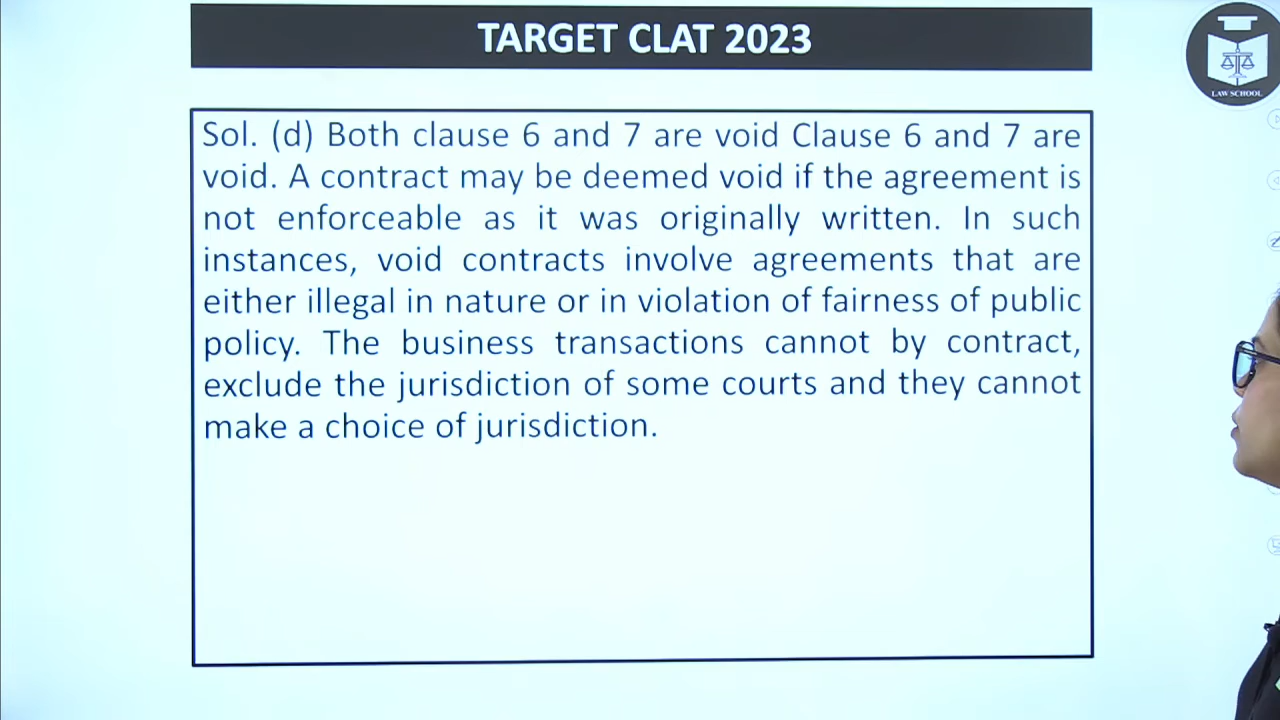 TARGET CLAT 2023
LAW SCHOOL
Sol. (d) Both clause 6 and 7 are void Clause 6 and 7 are
void. A contract may be deemed void if the agreement is
not enforceable as it was originally written. In such
instances, void contracts involve agreements that are
either illegal in nature or in violation of fairness of public
policy. The business transactions cannot by contract,
exclude the jurisdiction of some courts and they cannot
make a choice of jurisdiction.